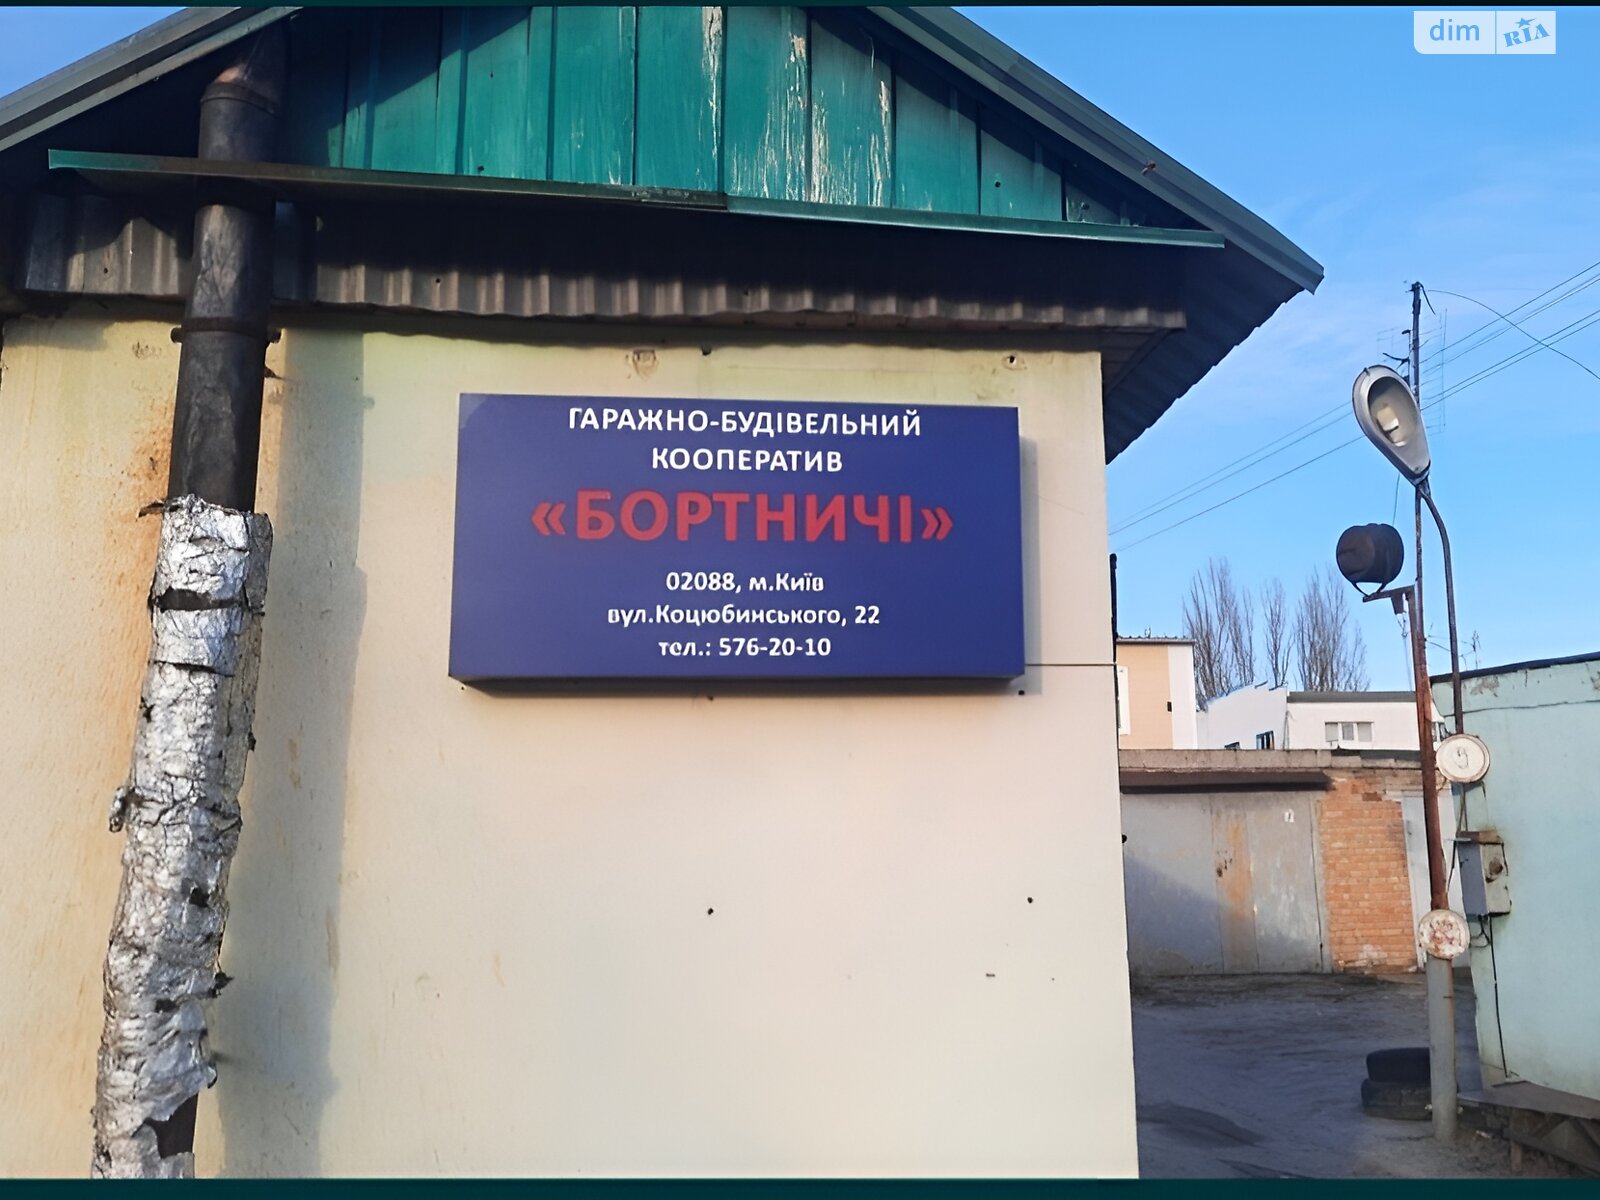 dim RIA
ГАРАЖНО-БУДІВЕЛЬНИЙ
КООПЕРАТИВ
«БОРТНИЧІ»
02088, м.Київ
вул.Коцюбинського, 22
тел.: 576-20-10